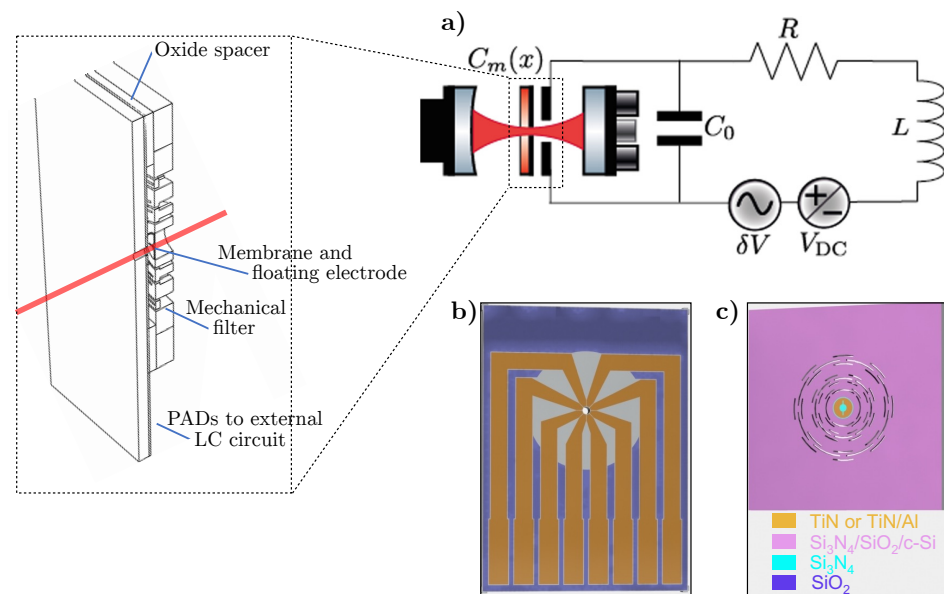 a)
Oxide spacer
Membrane and
floating electrode
Mechanical
filter
PADs to external
LC circuit
C_m(x)
R
C_0
L
δV
V_DC
b)
c)
TiN or TiN/Al
Si₃N₄/SiO₂/c-Si
Si₃N₄
SiO₂